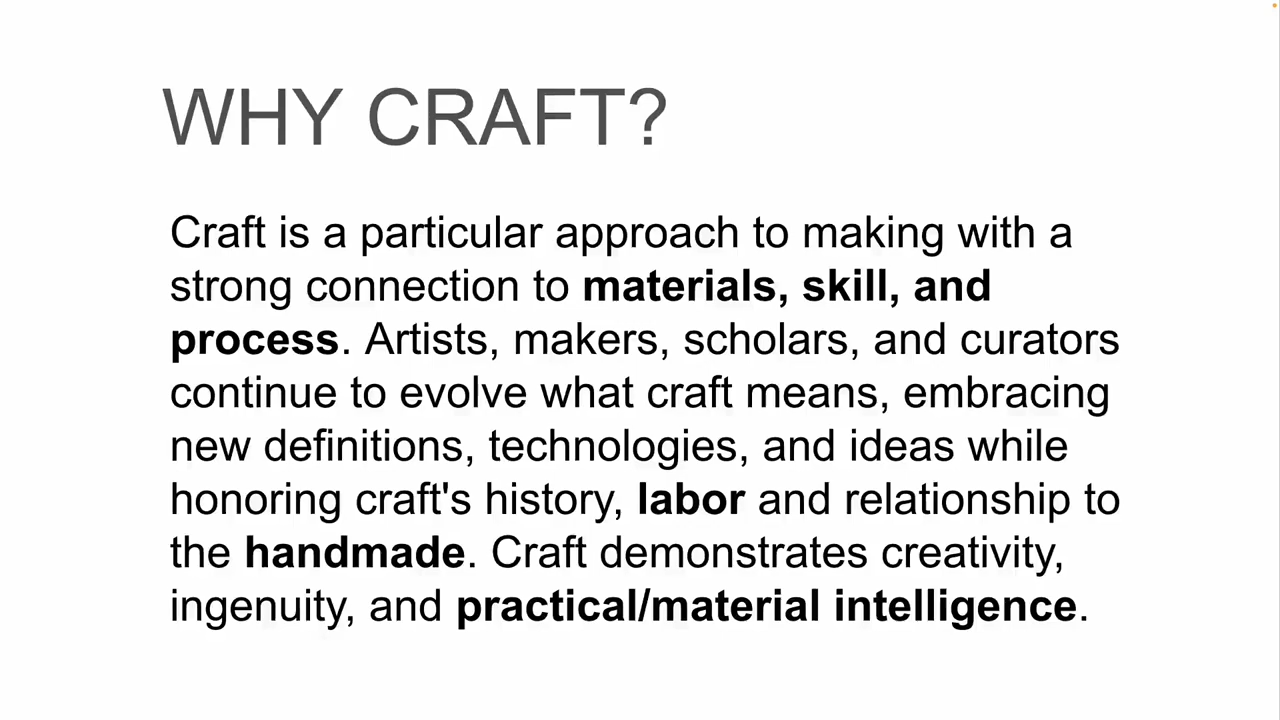 WHY CRAFT?
Craft is a particular approach to making with a
strong connection to materials, skill, and
process. Artists, makers, scholars, and curators
continue to evolve what craft means, embracing
new definitions, technologies, and ideas while
honoring craft's history, labor and relationship to
the handmade. Craft demonstrates creativity,
ingenuity, and practical/material intelligence.